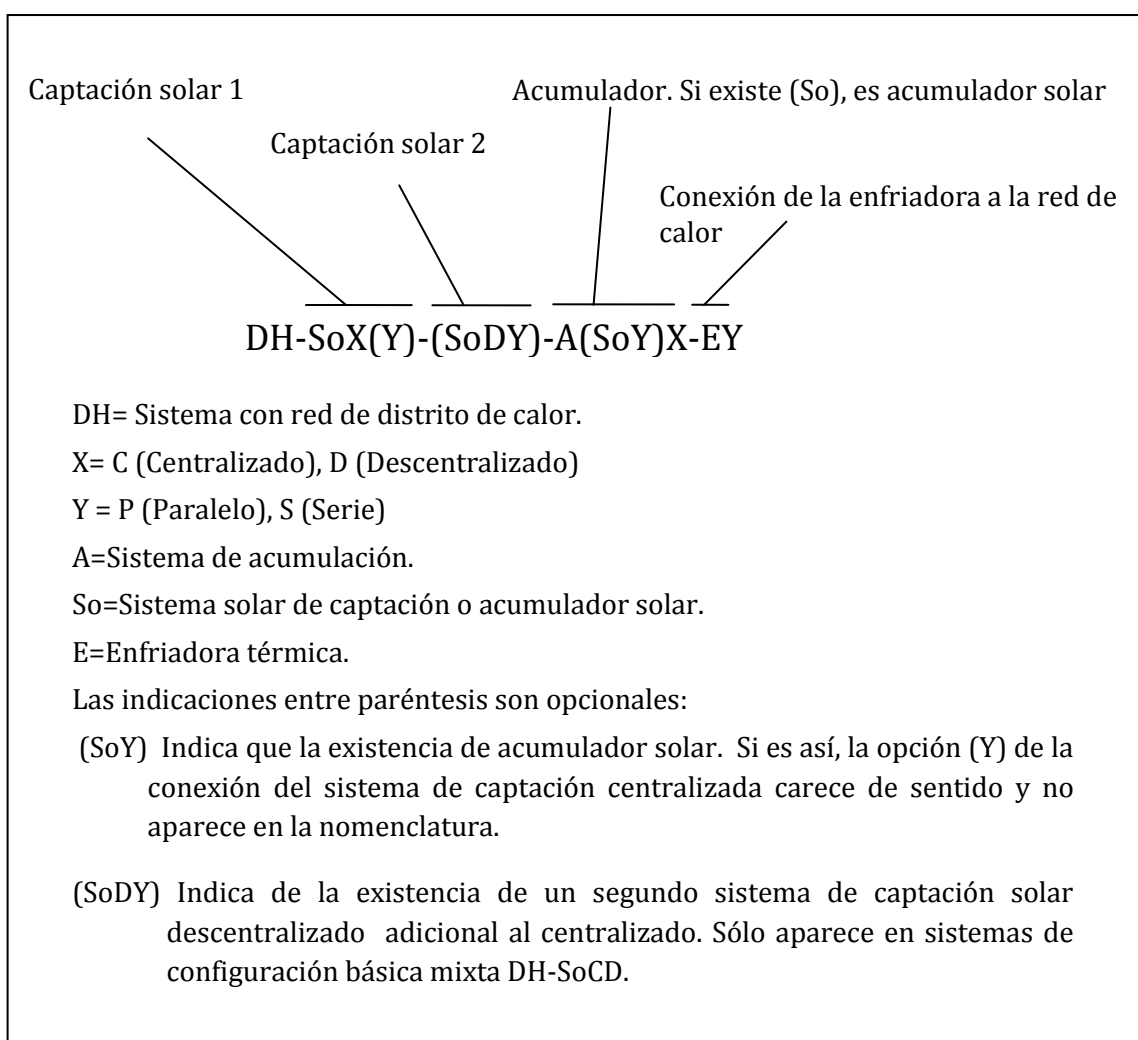 Captación solar 1
Acumulador. Si existe (So), es acumulador solar
Captación solar 2
Conexión de la enfriadora a la red de
calor
DH-SoX(Y)-(SoDY)-A(SoY)X-EY
DH= Sistema con red de distrito de calor.
X= C (Centralizado), D (Descentralizado)
Y = P (Paralelo), S (Serie)
A=Sistema de acumulación.
So=Sistema solar de captación o acumulador solar.
E=Enfriadora térmica.
Las indicaciones entre paréntesis son opcionales:
(SoY) Indica que la existencia de acumulador solar. Si es así, la opción (Y) de la
conexión del sistema de captación centralizada carece de sentido y no
aparece en la nomenclatura.
(SoDY) Indica de la existencia de un segundo sistema de captación solar
descentralizado adicional al centralizado. Sólo aparece en sistemas de
configuración básica mixta DH-SoCD.